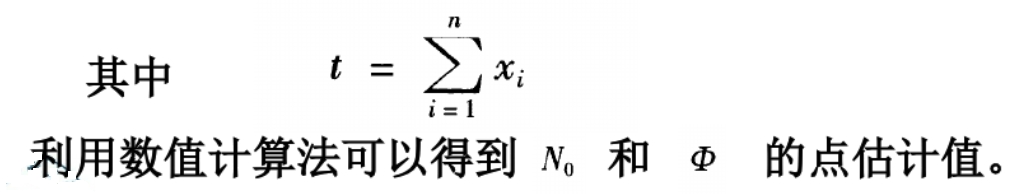 其中 t = \sum_{i=1}^{n} x_i
利用数值计算法可以得到 N₀ 和 Φ 的点估计值。